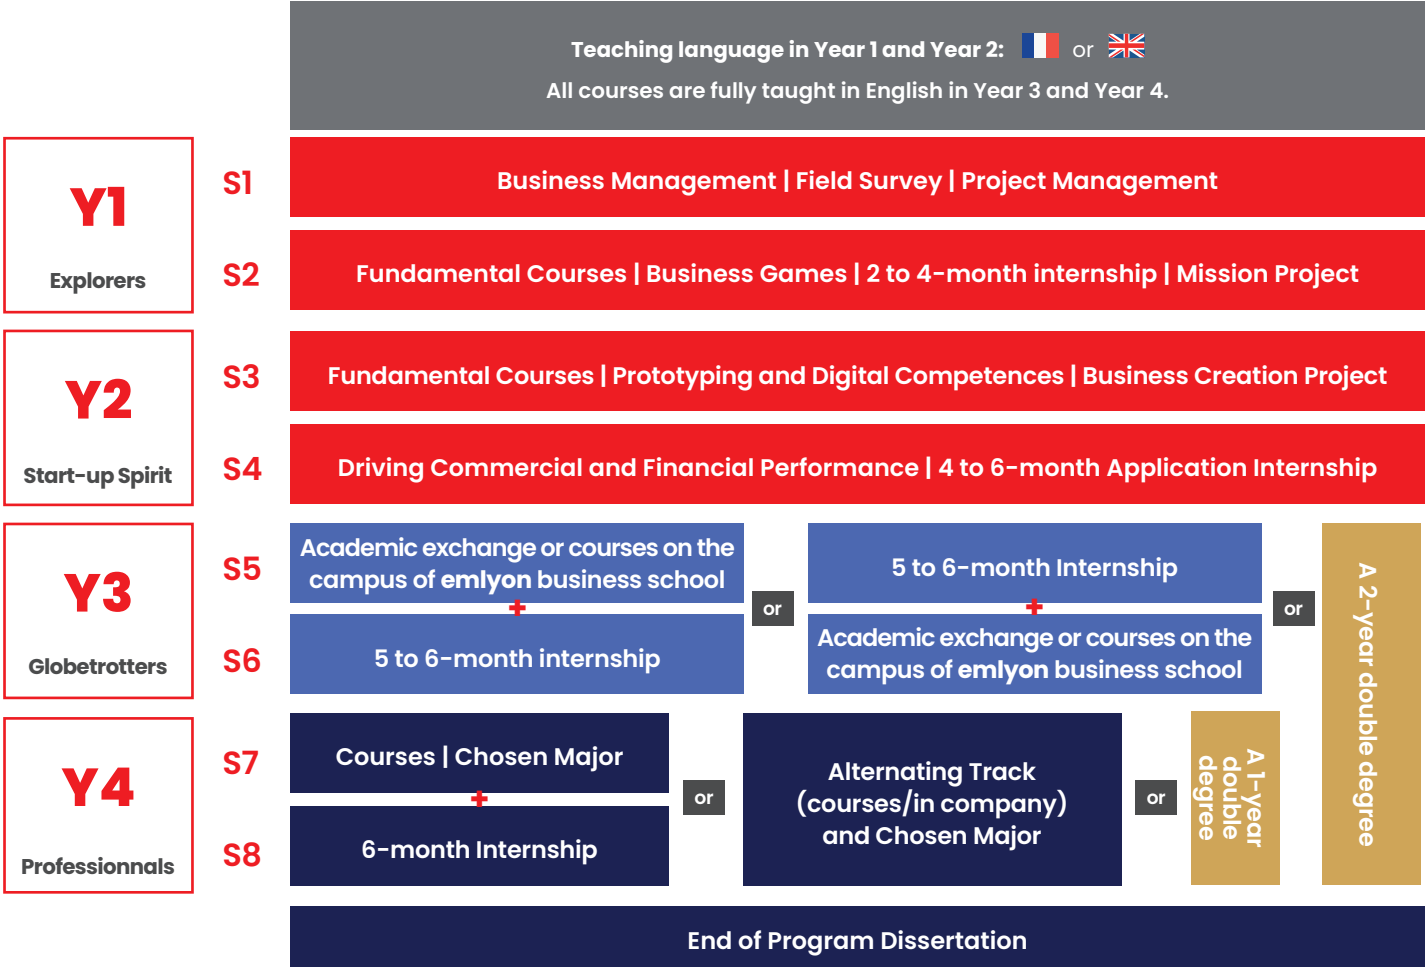 Teaching language in Year 1 and Year 2: or
All courses are fully taught in English in Year 3 and Year 4.
Y1
Explorers
S1
Business Management | Field Survey | Project Management
S2
Fundamental Courses | Business Games | 2 to 4-month internship | Mission Project
Y2
Start-up Spirit
S3
Fundamental Courses | Prototyping and Digital Competences | Business Creation Project
S4
Driving Commercial and Financial Performance | 4 to 6-month Application Internship
Y3
Globetrotters
S5
S6
Academic exchange or courses on the
campus of emlyon business school
+
5 to 6-month internship
or
5 to 6-month Internship
+
Academic exchange or courses on the
campus of emlyon business school
or
A 2-year double degree
Y4
Professionnals
S7
S8
Courses | Chosen Major
+
6-month Internship
or
Alternating Track
(courses/in company)
and Chosen Major
or
A 1-year
double
degree
End of Program Dissertation